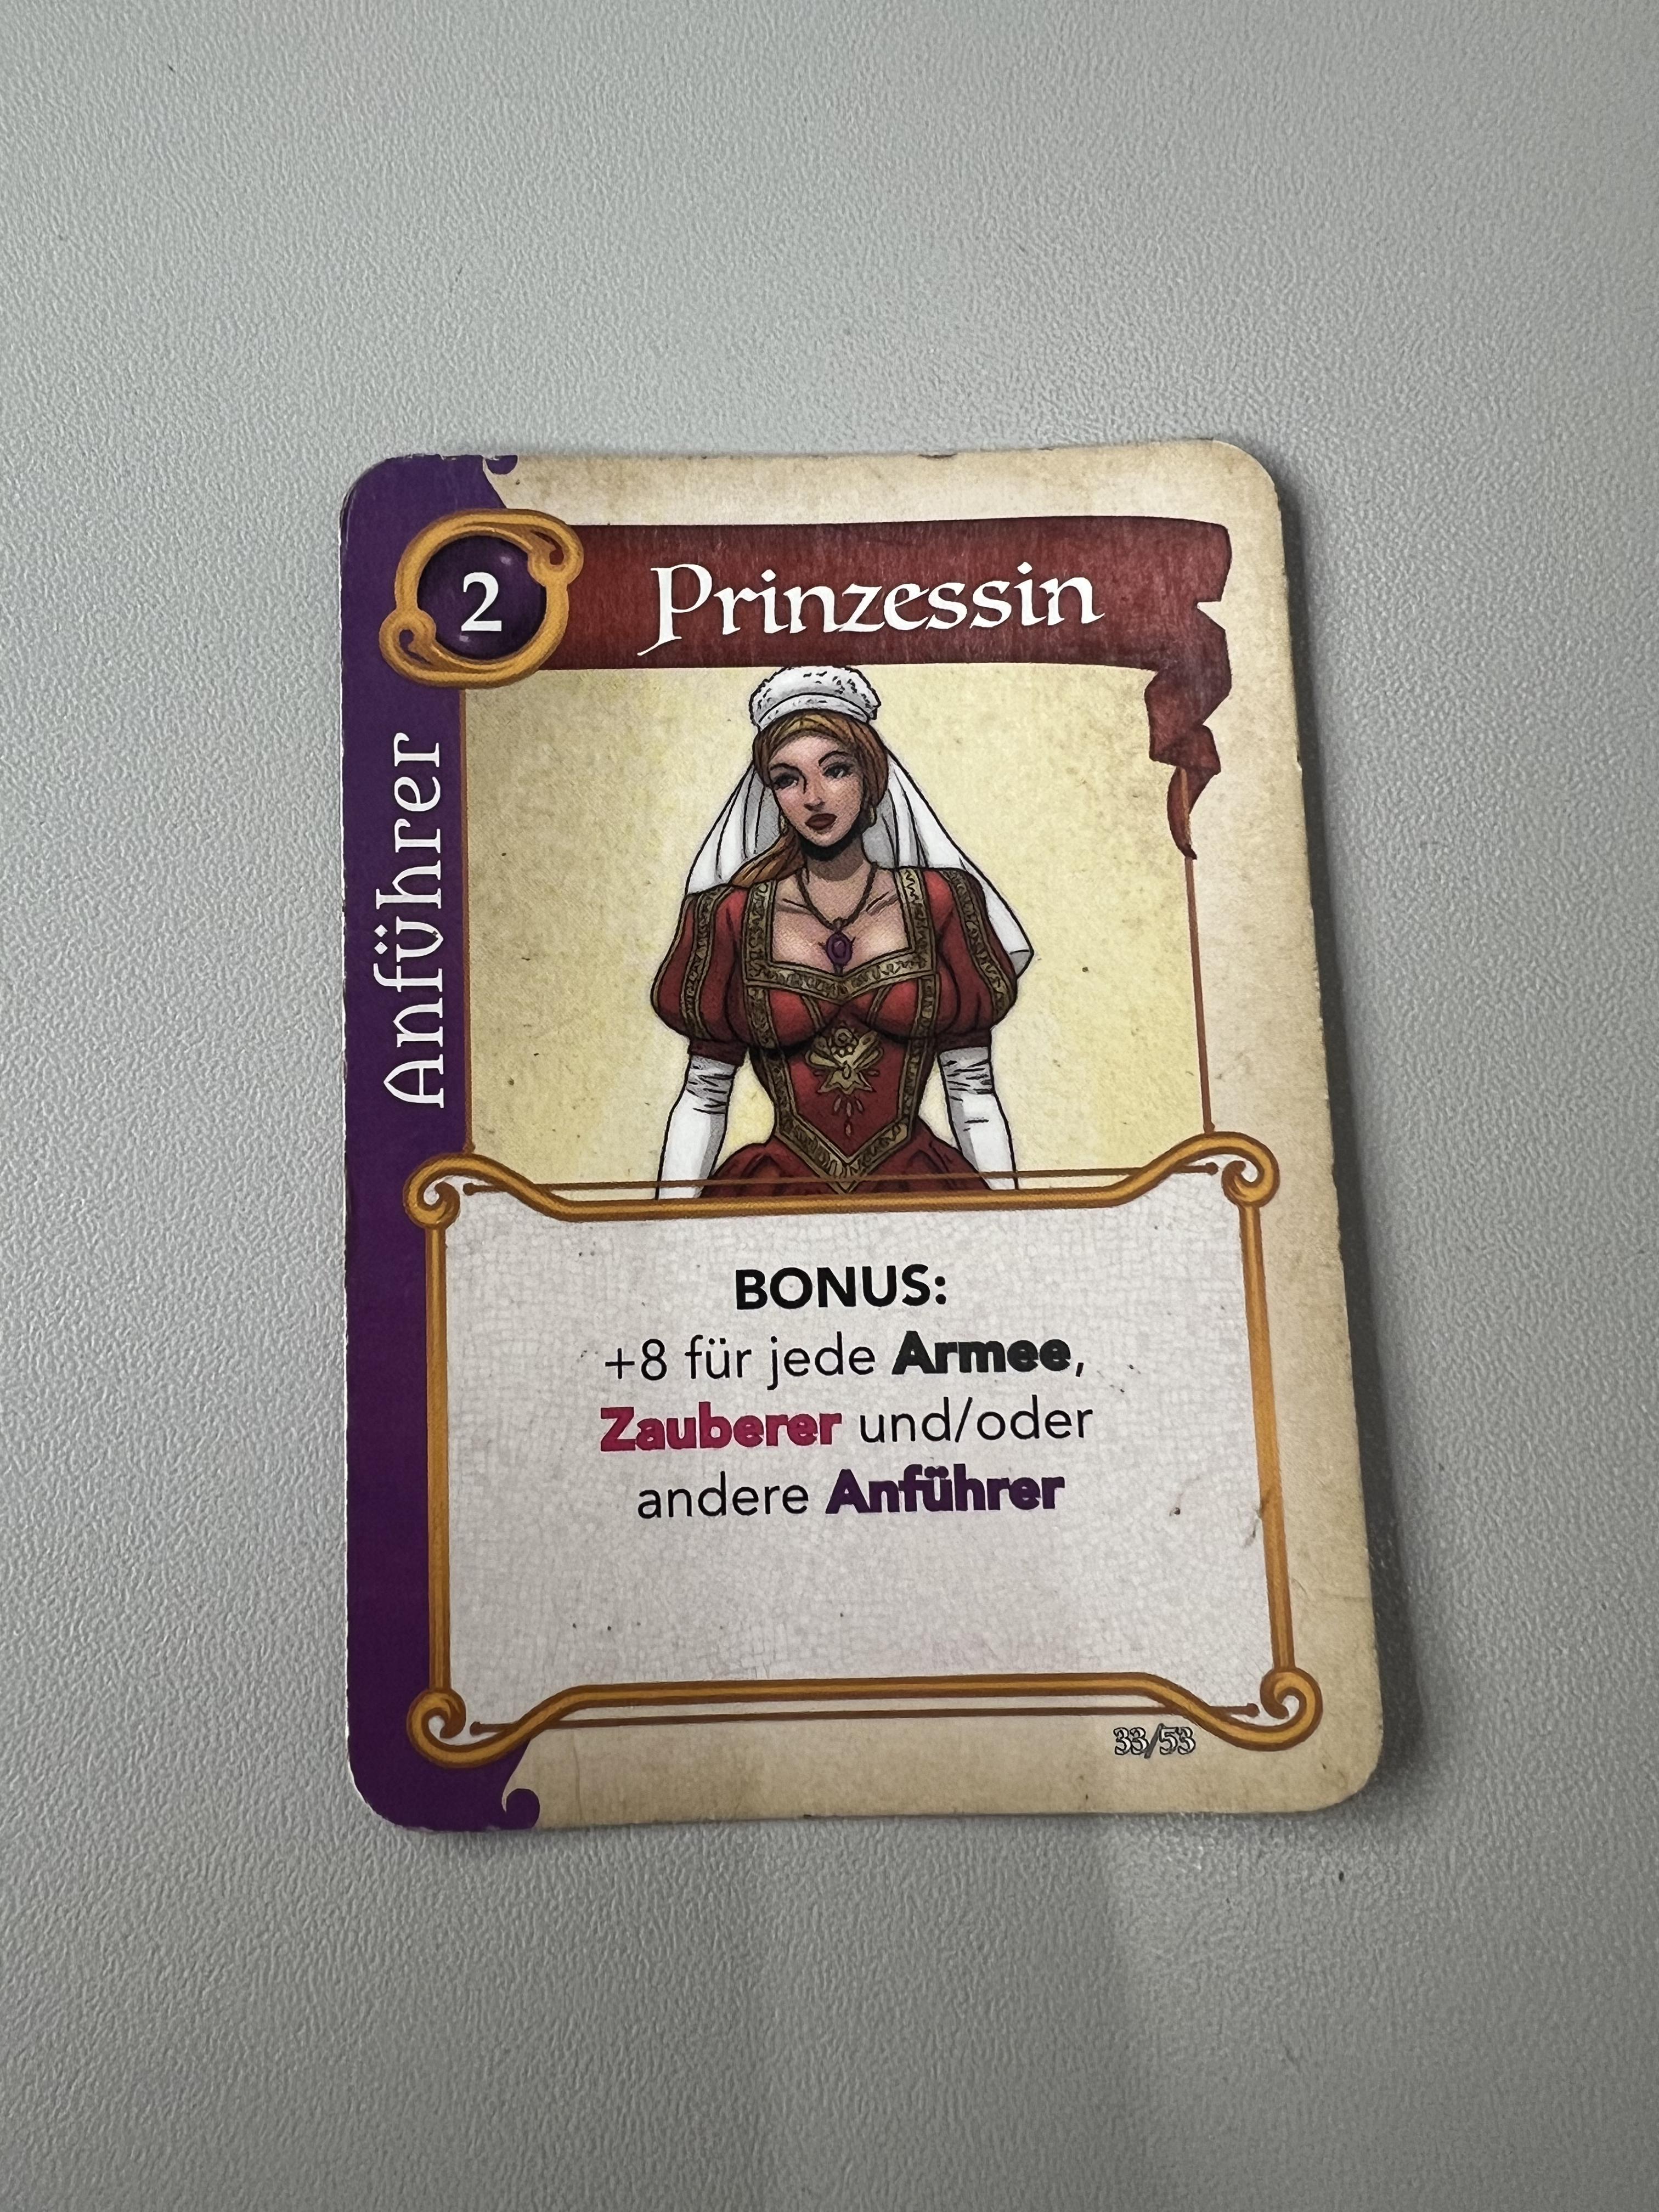 2
Prinzessin
Anführer
BONUS:
+8 für jede Armee,
Zauberer und/oder
andere Anführer
33/53